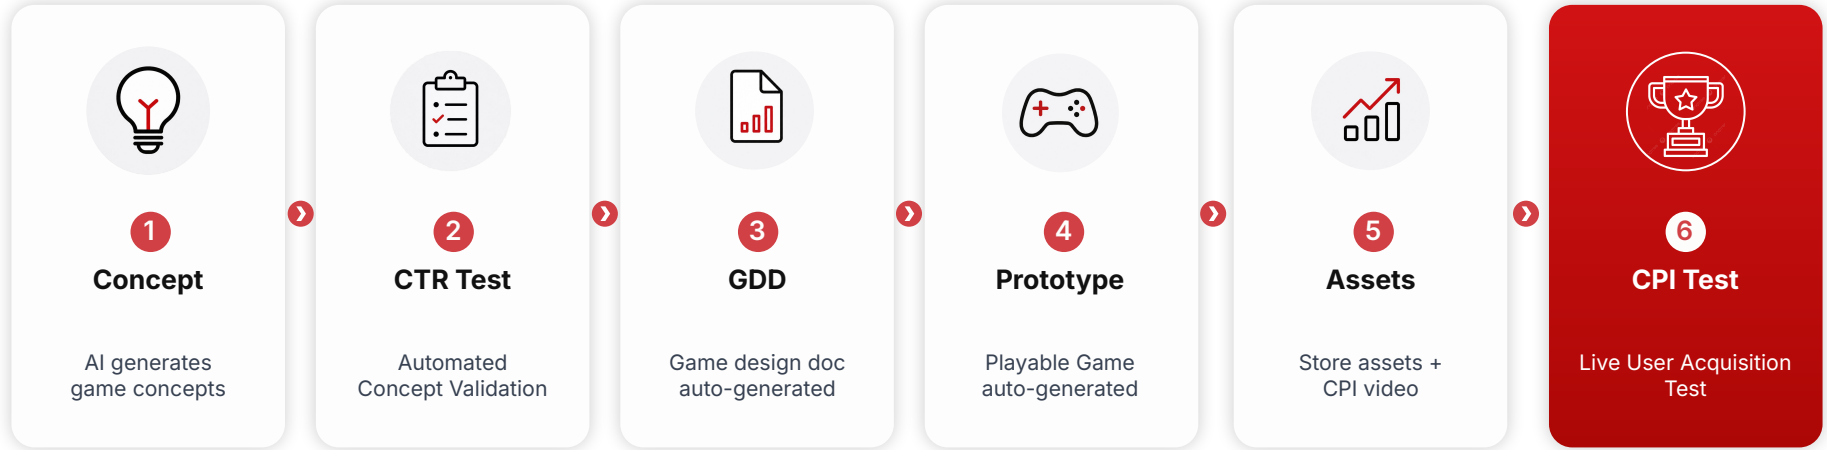 1
Concept
AI generates
game concepts
2
CTR Test
Automated
Concept Validation
3
GDD
Game design doc
auto-generated
4
Prototype
Playable Game
auto-generated
5
Assets
Store assets +
CPI video
6
CPI Test
Live User Acquisition
Test